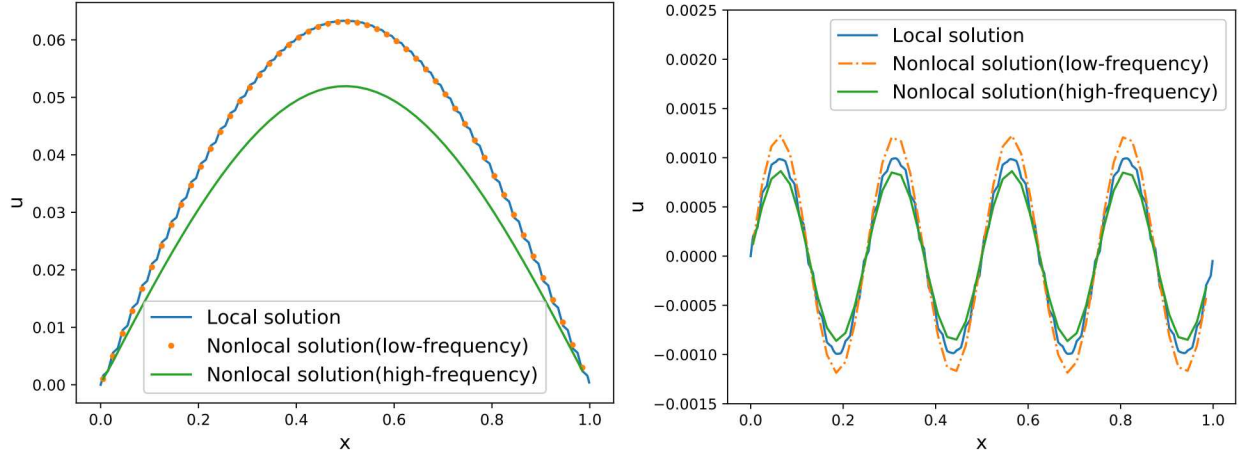 0.06
0.05
0.04
0.03
0.02
0.01
0.00
u
0.0
0.2
0.4
0.6
0.8
1.0
x
Local solution
Nonlocal solution(low-frequency)
Nonlocal solution(high-frequency)
0.0025
0.0020
0.0015
0.0010
0.0005
0.0000
−0.0005
−0.0010
−0.0015
u
0.0
0.2
0.4
0.6
0.8
1.0
x
Local solution
Nonlocal solution(low-frequency)
Nonlocal solution(high-frequency)